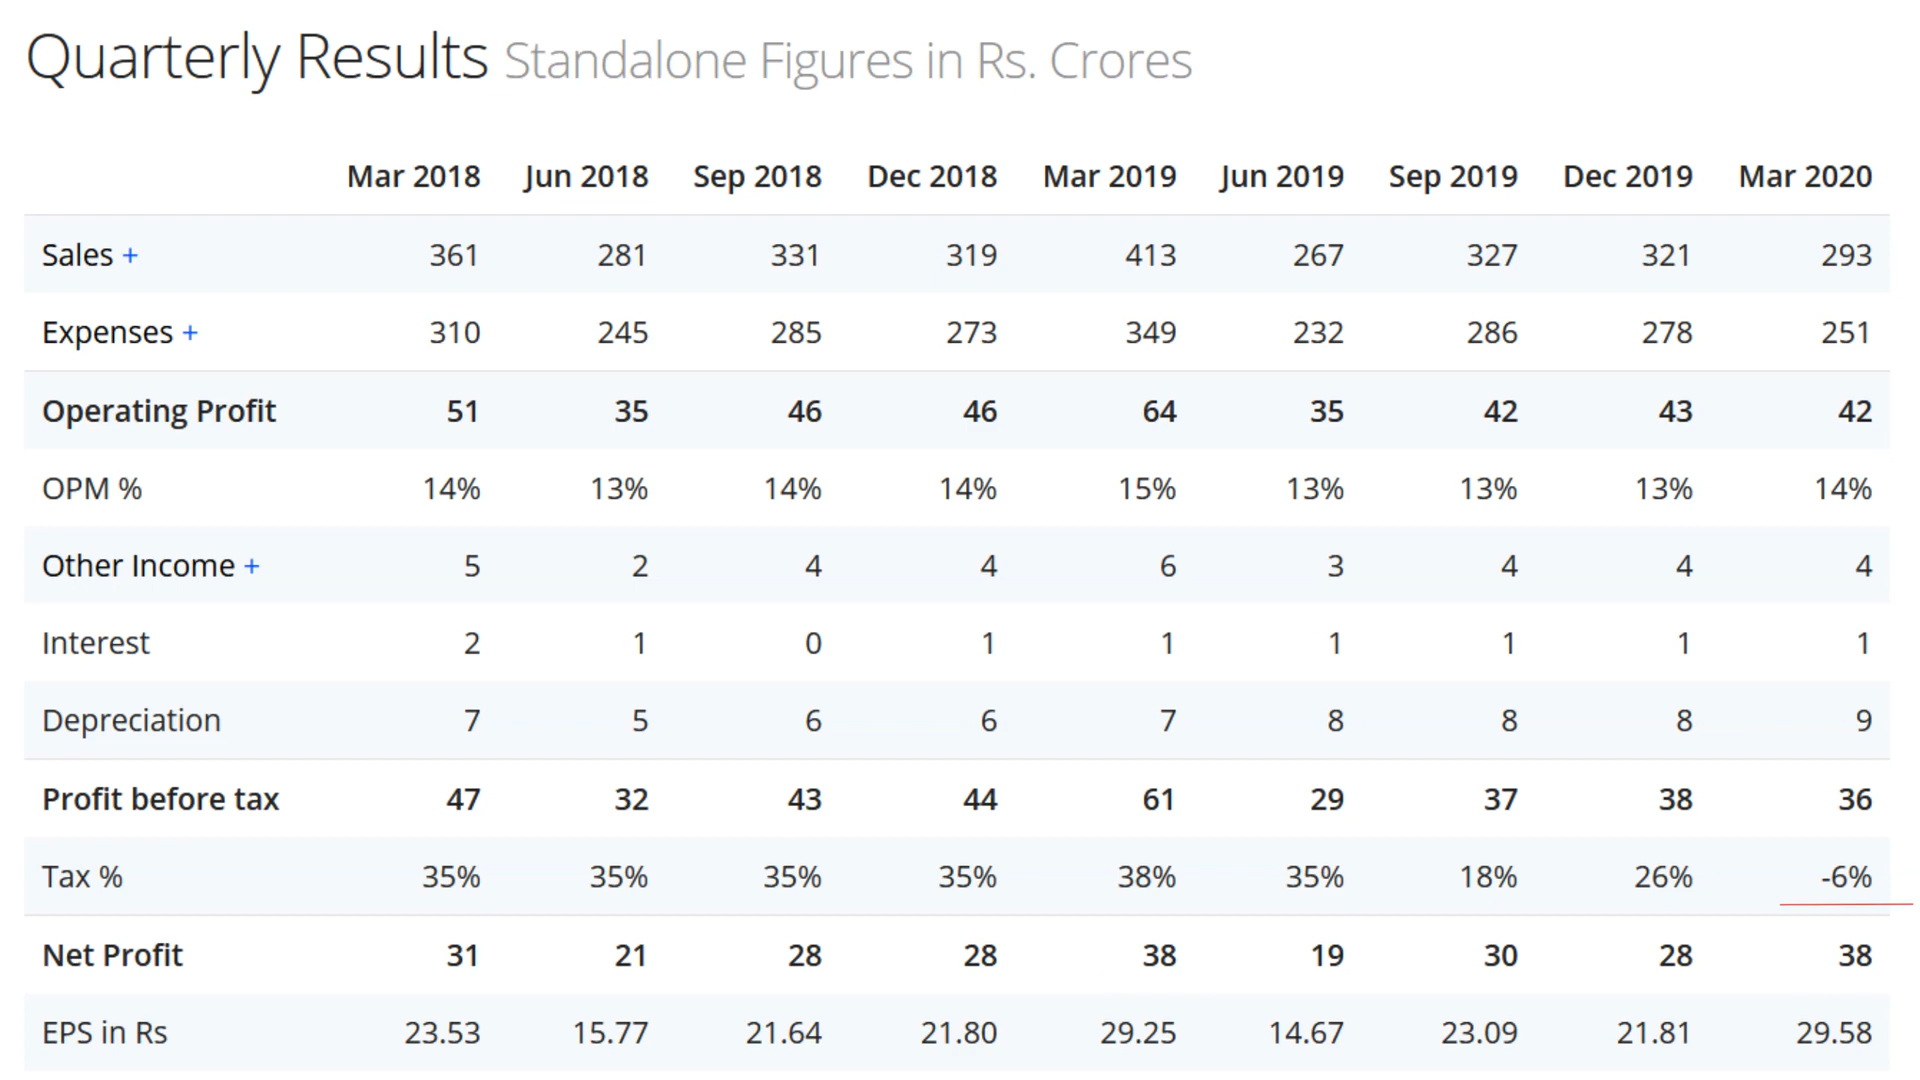 Quarterly Results Standalone Figures in Rs. Crores
Mar 2018 Jun 2018 Sep 2018 Dec 2018 Mar 2019 Jun 2019 Sep 2019 Dec 2019 Mar 2020
Sales + 361 281 331 319 413 267 327 321 293
Expenses + 310 245 285 273 349 232 286 278 251
Operating Profit 51 35 46 46 64 35 42 43 42
OPM % 14% 13% 14% 14% 15% 13% 13% 13% 14%
Other Income + 5 2 4 4 6 3 4 4 4
Interest 2 1 0 1 1 1 1 1 1
Depreciation 7 5 6 6 7 8 8 8 9
Profit before tax 47 32 43 44 61 29 37 38 36
Tax % 35% 35% 35% 35% 38% 35% 18% 26% -6%
Net Profit 31 21 28 28 38 19 30 28 38
EPS in Rs 23.53 15.77 21.64 21.80 29.25 14.67 23.09 21.81 29.58